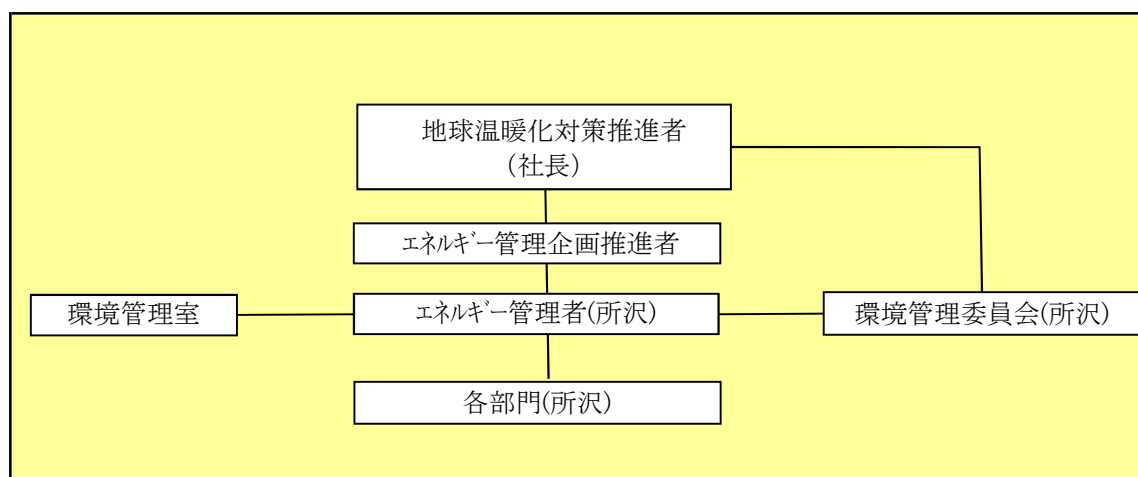 地球温暖化対策推進者
(社長)
ｴﾈﾙｷﾞｰ管理企画推進者
環境管理室
ｴﾈﾙｷﾞｰ管理者(所沢)
環境管理委員会(所沢)
各部門(所沢)